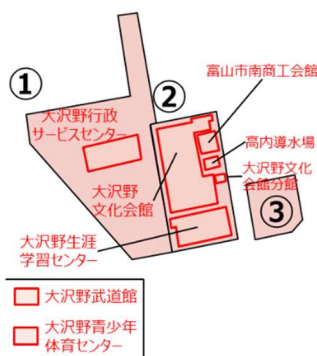 ①
②
富山市南商工会館
大沢野行政
サービスセンター
高内導水場
大沢野文化
会館分館
大沢野
文化会館
③
大沢野生涯
学習センター
大沢野武道館
大沢野青少年
体育センター